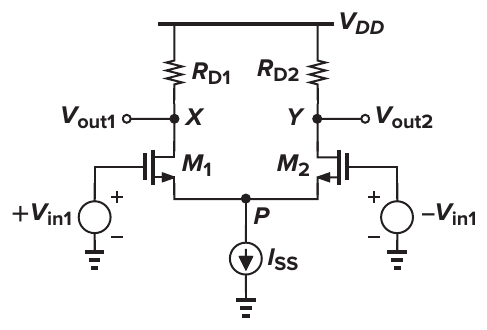 V_DD
R_D1 R_D2
V_out1 X Y V_out2
M_1 M_2
+V_in1 + − P + − −V_in1
I_SS